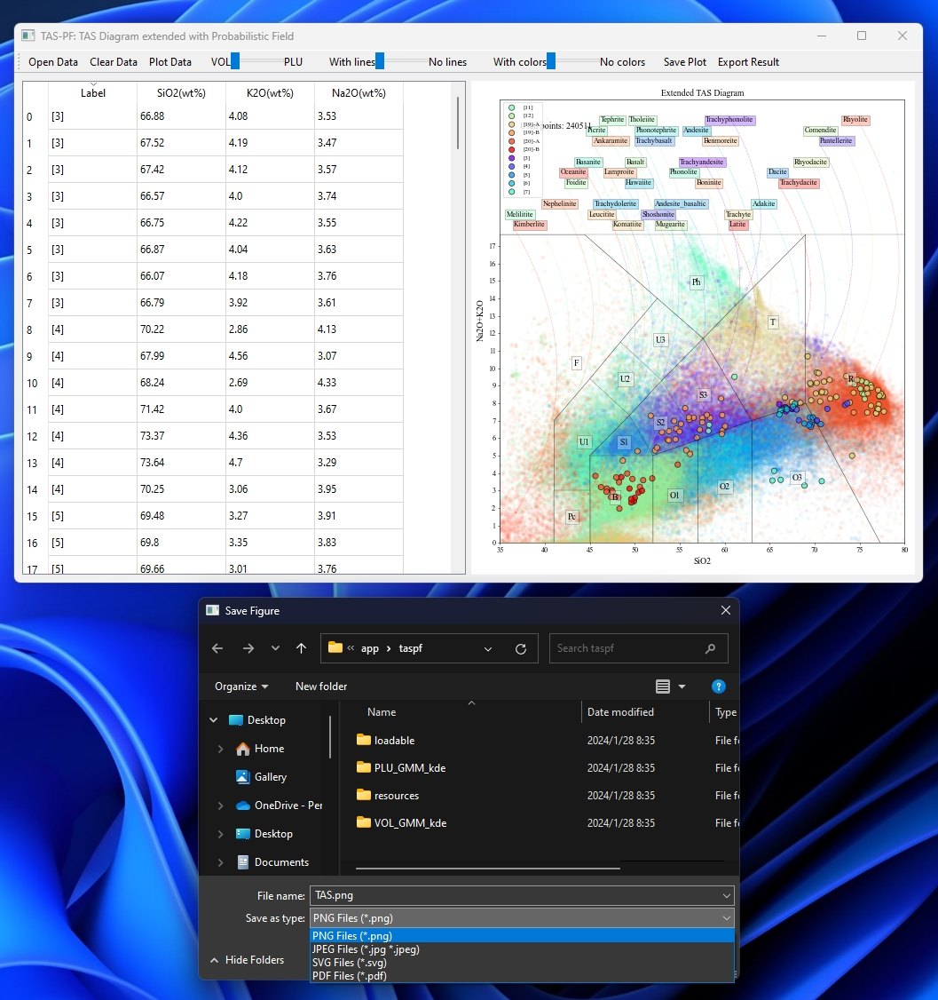 TAS-PF: TAS Diagram extended with Probabilistic Field
Open Data Clear Data Plot Data VOL PLU With lines No lines With colors No colors Save Plot Export Result
Label SiO2(wt%) K2O(wt%) Na2O(wt%)
0 [3] 66.88 4.08 3.53
1 [3] 67.52 4.19 3.47
2 [3] 67.42 4.12 3.57
3 [3] 66.57 4.0 3.74
4 [3] 66.75 4.22 3.55
5 [3] 66.87 4.04 3.63
6 [3] 66.07 4.18 3.76
7 [3] 66.79 3.92 3.61
8 [4] 70.22 2.86 4.13
9 [4] 67.99 4.56 3.07
10 [4] 68.24 2.69 4.33
11 [4] 71.42 4.0 3.67
12 [4] 73.37 4.36 3.53
13 [4] 73.64 4.7 3.29
14 [4] 70.25 3.06 3.95
15 [5] 69.48 3.27 3.91
16 [5] 69.8 3.35 3.83
17 [5] 69.66 3.01 3.76
Extended TAS Diagram
[11]
[12]
[19]-A
[19]-B
[20]-A
[20]-B
[3]
[4]
[5]
[6]
[7]
points: 240511
Tephrite Tholeiite Trachyphonolite Rhyolite
Picrite Phonotephrite Andesite Comendite
Ankaramite Trachybasalt Benmoreite Pantellerite
Basanite Basalt Trachyandesite Rhyodacite
Oceanite Lamproite Phonolite Dacite
Foidite Hawaiite Boninite Trachydacite
Nephelinite Trachydolerite Andesite_basaltic Adakite
Melilitite Leucitite Shoshonite Trachyte
Kimberlite Komatiite Mugearite Latite
Na2O+K2O
17
16
15
14
13
12
11
10
9
8
7
6
5
4
3
2
1
0
Ph
T
U3
F
U2
R
S3
S2
U1 S1
O3
O2
O1
B
Pc
35 40 45 50 55 60 65 70 75 80
SiO2
Save Figure
« app › taspf
Search taspf
Organize New folder
Desktop
Home
Gallery
OneDrive - Per
Desktop
Documents
Name Date modified Type
loadable 2024/1/28 8:35 File f
PLU_GMM_kde 2024/1/28 8:35 File f
resources 2024/1/28 8:35 File f
VOL_GMM_kde 2024/1/28 8:35 File f
File name: TAS.png
Save as type: PNG Files (*.png)
PNG Files (*.png)
JPEG Files (*.jpg *.jpeg)
SVG Files (*.svg)
PDF Files (*.pdf)
Hide Folders